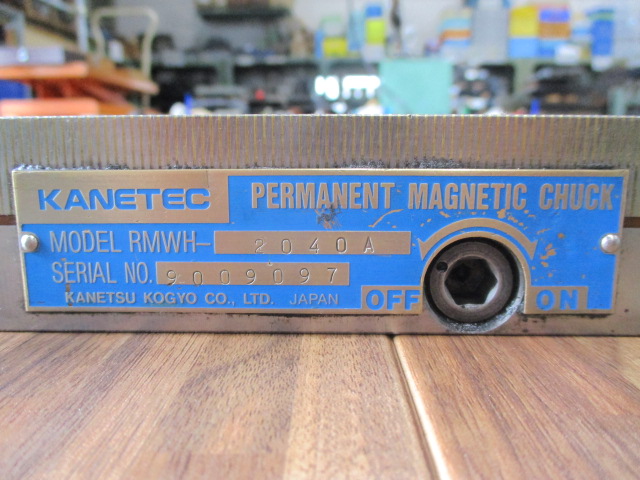 KANETEC PERMANENT MAGNETIC CHUCK
MODEL RMWH-2040A
SERIAL NO. 9009097
KANETSU KOGYO CO., LTD. JAPAN
OFF ON